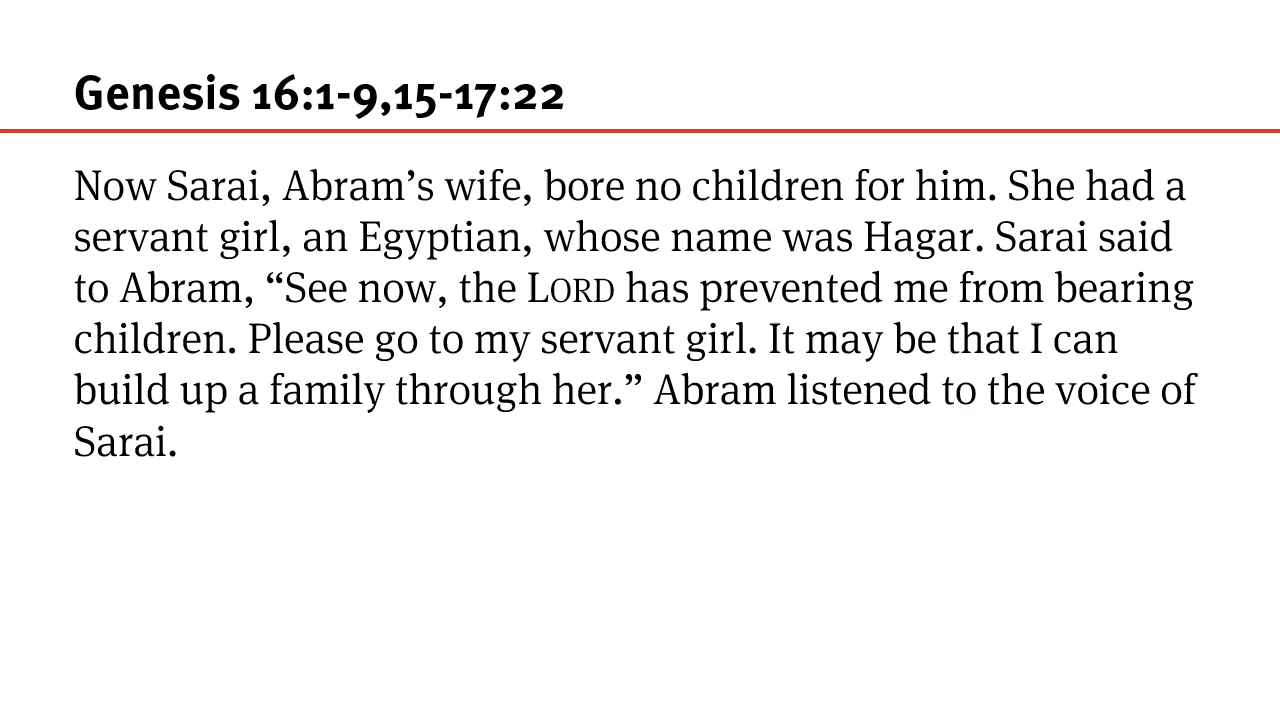 Genesis 16:1-9,15-17:22
Now Sarai, Abram’s wife, bore no children for him. She had a
servant girl, an Egyptian, whose name was Hagar. Sarai said
to Abram, “See now, the LORD has prevented me from bearing
children. Please go to my servant girl. It may be that I can
build up a family through her.” Abram listened to the voice of
Sarai.